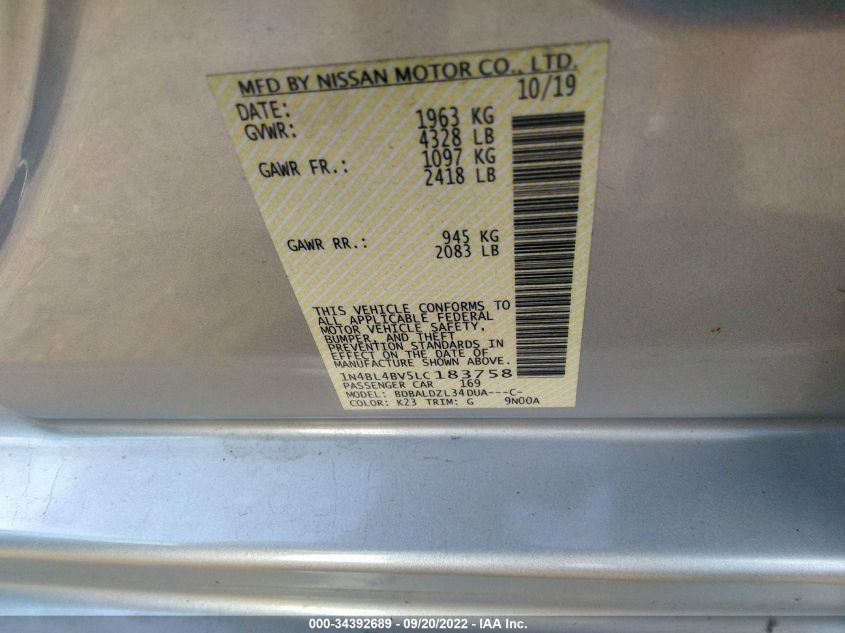 MFD BY NISSAN MOTOR CO., LTD.
DATE: 10/19
GVWR: 1963 KG
4328 LB
GAWR FR.: 1097 KG
2418 LB
GAWR RR.: 945 KG
2083 LB
THIS VEHICLE CONFORMS TO
ALL APPLICABLE FEDERAL
MOTOR VEHICLE SAFETY,
BUMPER, AND THEFT
PREVENTION STANDARDS IN
EFFECT ON THE DATE OF
MANUFACTURE SHOWN ABOVE.
1N4BL4BV5LC183758
PASSENGER CAR 169
MODEL: BDBALDZL34DUA---C-
COLOR: K23 TRIM: G 9N00A
000-34392689 - 09/20/2022 - IAA Inc.